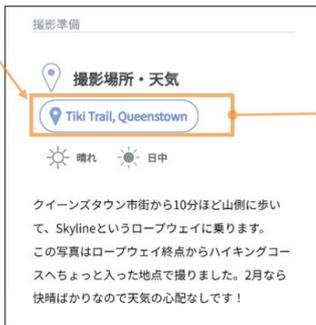 撮影準備
撮影場所・天気
Tiki Trail, Queenstown
晴れ 日中
クイーンズタウン市街から10分ほど山側に歩い
て、Skylineというロープウェイに乗ります。
この写真はロープウェイ終点からハイキングコー
スへちょっと入った地点で撮りました。2月なら
快晴ばかりなので天気の心配なしです！